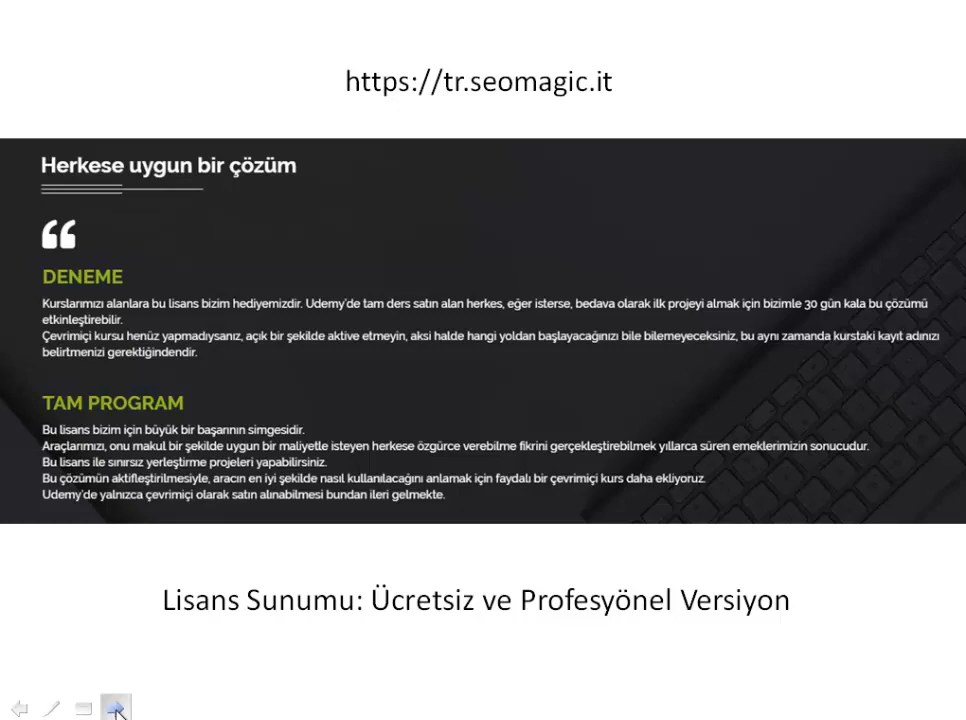 https://tr.seomagic.it
Herkese uygun bir çözüm
DENEME
Kurslarımızı alanlara bu lisans bizim hediyemizdir. Udemy'de tam ders satın alan herkes, eğer isterse, bedava olarak ilk projeyi almak için bizimle 30 gün kala bu çözümü
etkinleştirebilir.
Çevrimiçi kursu henüz yapmadıysanız, açık bir şekilde aktive etmeyin, aksi halde hangi yoldan başlayacağınızı bile bilemeyeceksiniz, bu aynı zamanda kurstaki kayıt adınızı
belirtmenizi gerektiğindendir.
TAM PROGRAM
Bu lisans bizim için büyük bir başarının simgesidir.
Araçlarımızı, onu makul bir şekilde uygun bir maliyetle isteyen herkese özgürce verebilme fikrini gerçekleştirebilmek yıllarca süren emeklerimizin sonucudur.
Bu lisans ile sınırsız yerleştirme projeleri yapabilirsiniz.
Bu çözümün aktifleştirilmesiyle, aracın en iyi şekilde nasıl kullanılacağını anlamak için faydalı bir çevrimiçi kurs daha ekliyoruz.
Udemy'de yalnızca çevrimiçi olarak satın alınabilmesi bundan ileri gelmekte.
Lisans Sunumu: Ücretsiz ve Profesyönel Versiyon